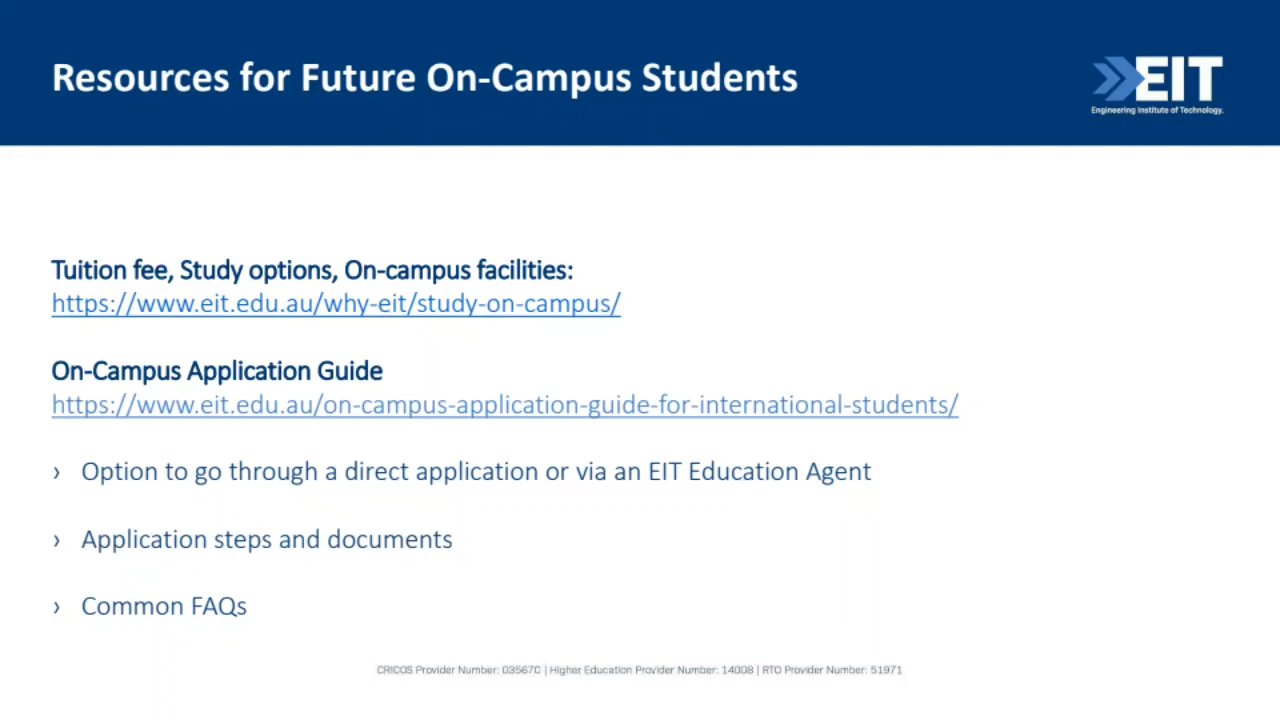 Resources for Future On-Campus Students
EIT
Engineering Institute of Technology.
Tuition fee, Study options, On-campus facilities:
https://www.eit.edu.au/why-eit/study-on-campus/
On-Campus Application Guide
https://www.eit.edu.au/on-campus-application-guide-for-international-students/
› Option to go through a direct application or via an EIT Education Agent
› Application steps and documents
› Common FAQs
CRICOS Provider Number: 03567C | Higher Education Provider Number: 14008 | RTO Provider Number: 51971